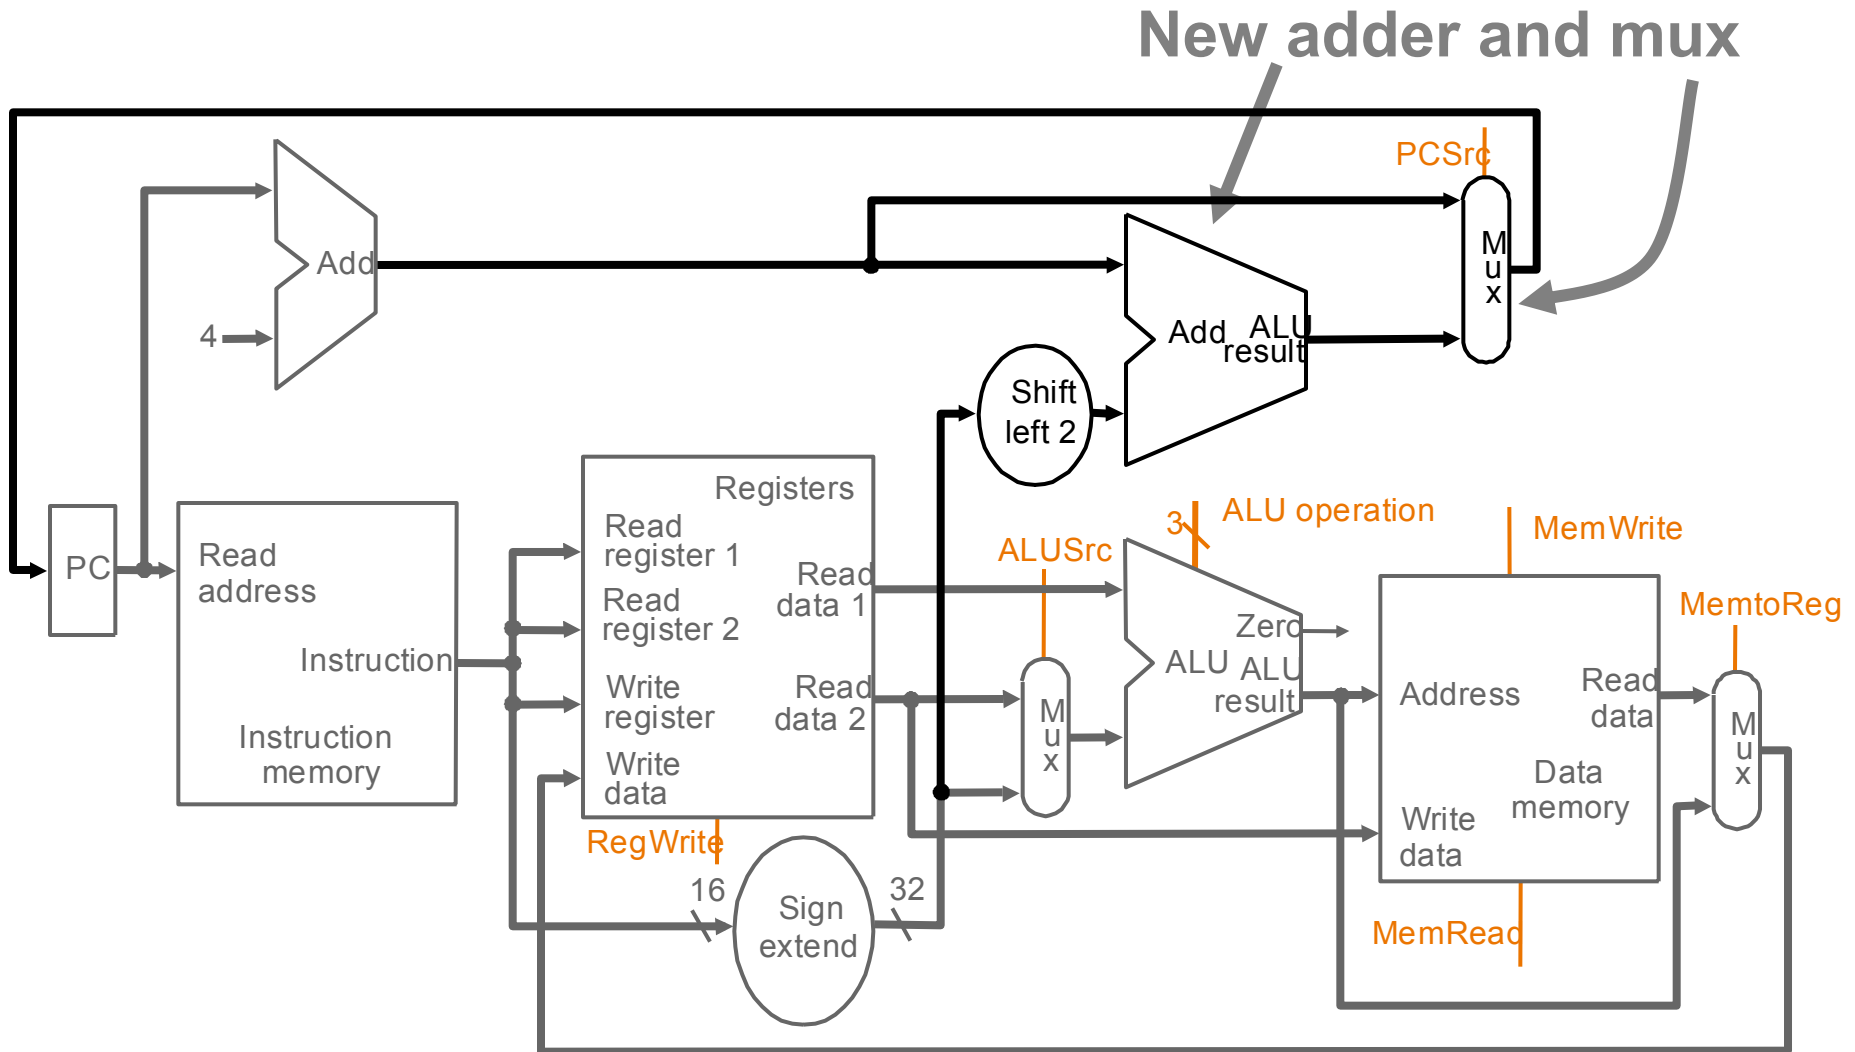 New adder and mux
PCSrc
Add
4
M
u
x
Add
ALU
result
Shift
left 2
PC
Read
address
Instruction
Instruction
memory
Registers
Read
register 1
Read
register 2
Write
register
Write
data
Read
data 1
Read
data 2
RegWrite
16
Sign
extend
32
ALUSrc
M
u
x
3
ALU operation
Zero
ALU
ALU
result
MemWrite
Address
Read
data
Data
memory
Write
data
MemRead
MemtoReg
M
u
x